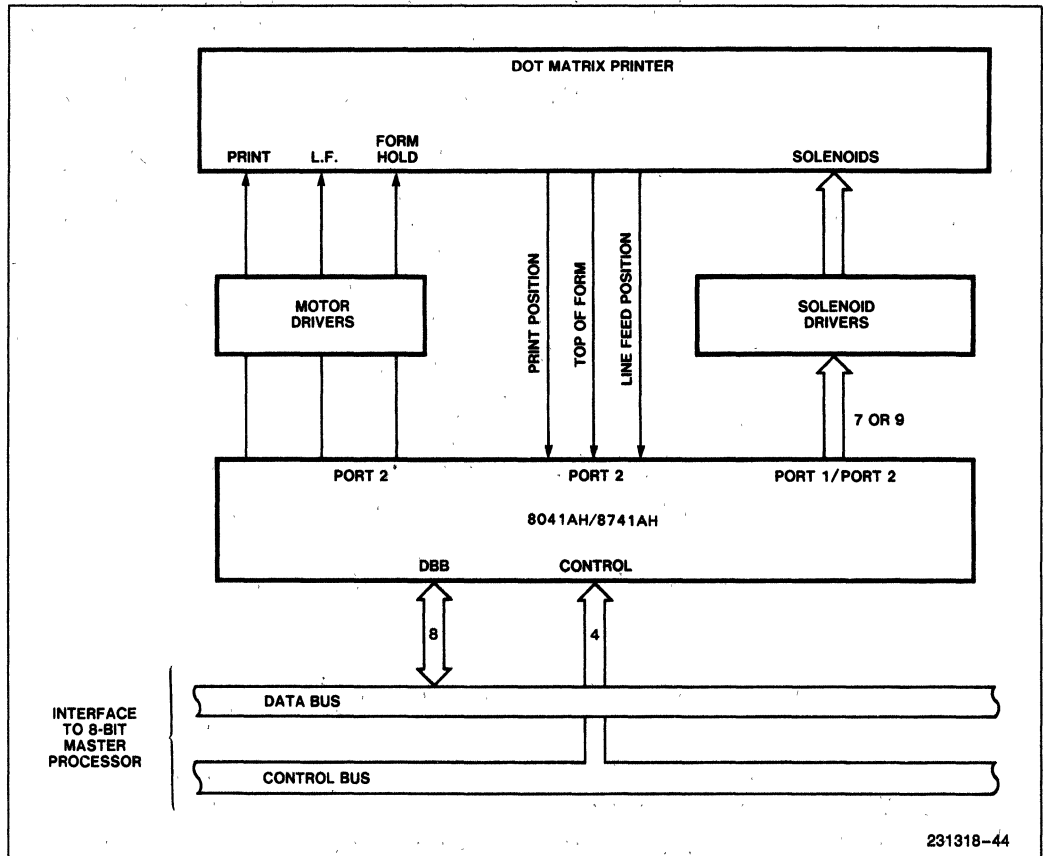 DOT MATRIX PRINTER
PRINT
L.F.
FORM
HOLD
SOLENOIDS
MOTOR
DRIVERS
PRINT POSITION
TOP OF FORM
LINE FEED POSITION
SOLENOID
DRIVERS
7 OR 9
PORT 2
PORT 2
PORT 1/PORT 2
8041AH/8741AH
DBB
CONTROL
8
4
DATA BUS
INTERFACE
TO 8-BIT
MASTER
PROCESSOR
CONTROL BUS
231318-44